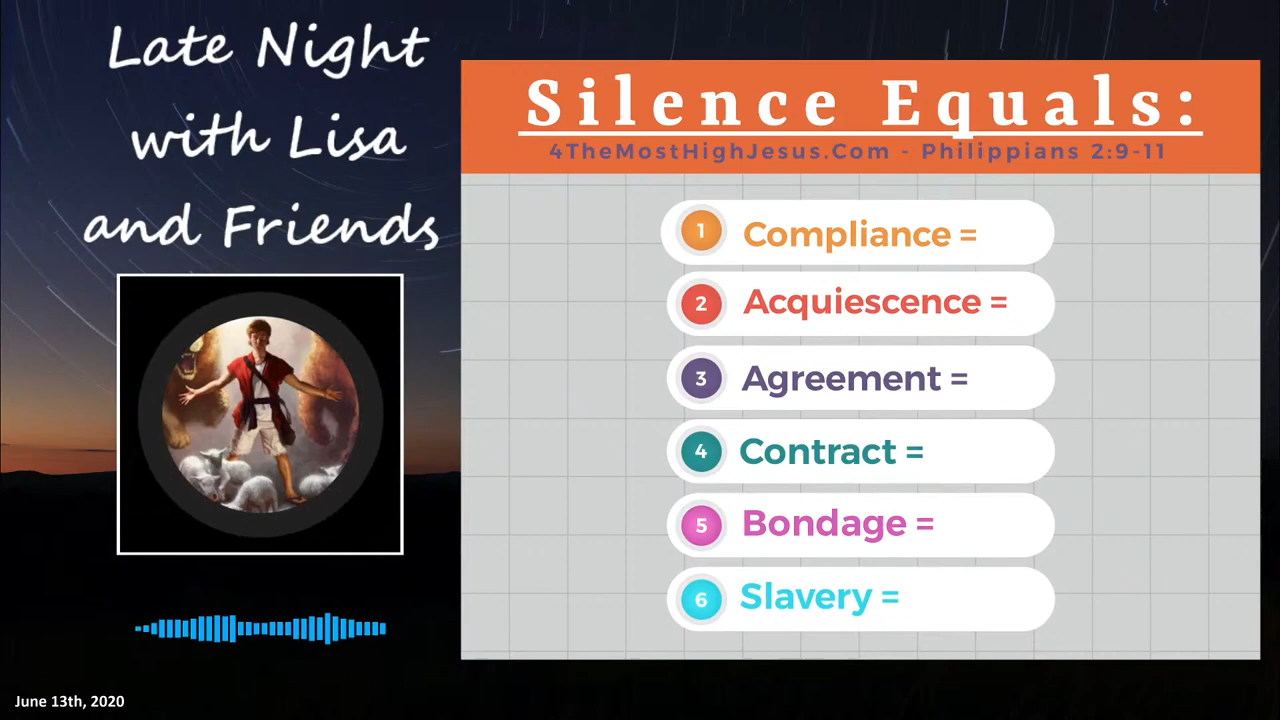 Late Night
with Lisa
and Friends
Silence Equals:
4TheMostHighJesus.Com - Philippians 2:9-11
1 Compliance =
2 Acquiescence =
3 Agreement =
4 Contract =
5 Bondage =
6 Slavery =
June 13th, 2020